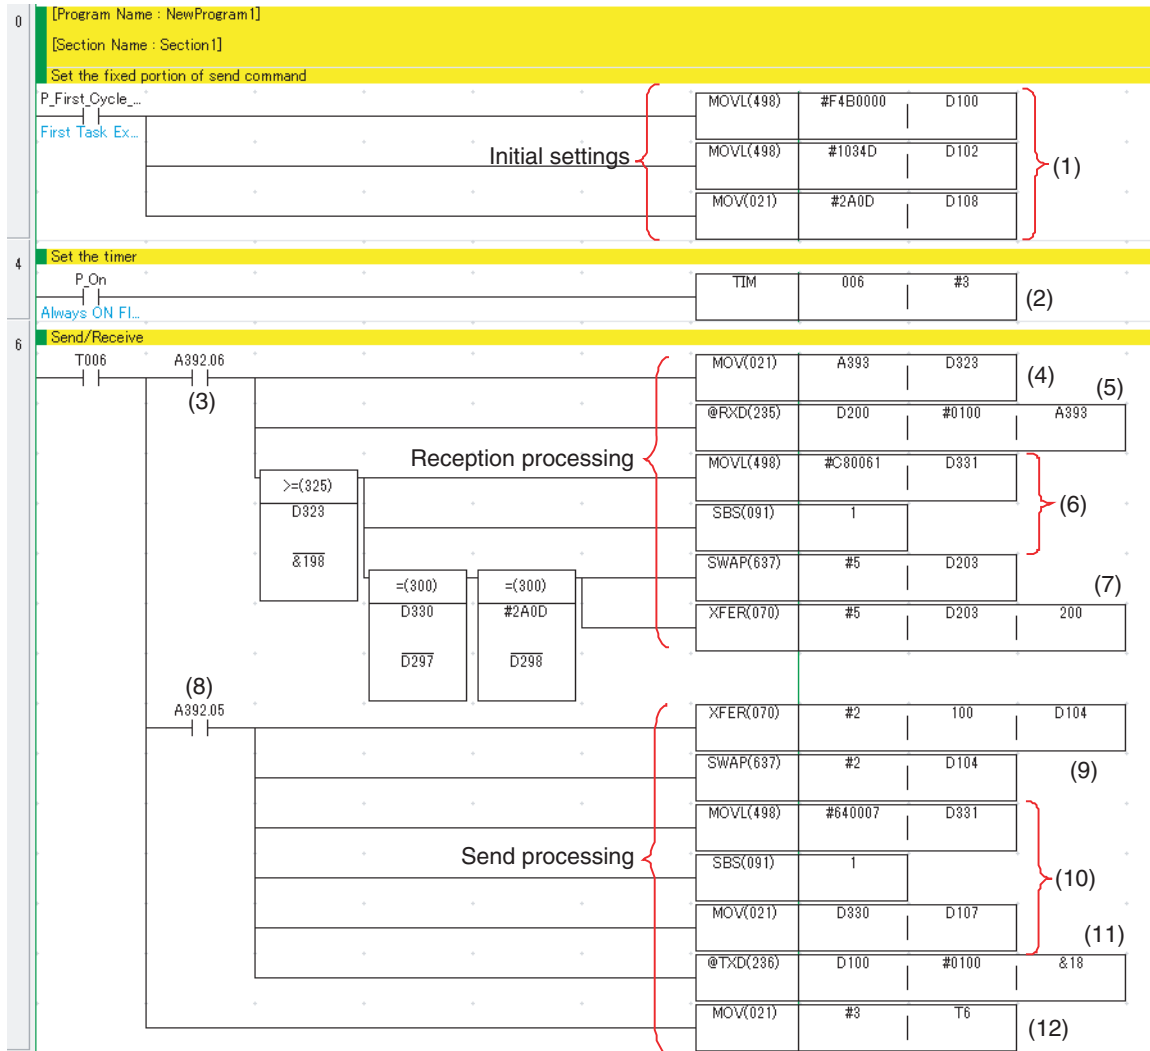 0
[Program Name : NewProgram1]
[Section Name : Section1]
Set the fixed portion of send command
P_First_Cycle_...
First Task Ex...
Initial settings
MOVL(498) #F4B0000 D100
MOVL(498) #1034D D102
MOV(021) #2A0D D108
(1)
4
Set the timer
P_On
Always ON Fl...
TIM 006 #3
(2)
6
Send/Receive
T006
A392.06
(3)
MOV(021) A393 D323
(4)
(5)
@RXD(235) D200 #0100 A393
Reception processing
MOVL(498) #C80061 D331
SBS(091) 1
(6)
>=(325)
D323
&198
SWAP(637) #5 D203
(7)
XFER(070) #5 D203 200
=(300)
D330
D297
=(300)
#2A0D
D298
(8)
A392.05
XFER(070) #2 100 D104
SWAP(637) #2 D104
(9)
Send processing
MOVL(498) #640007 D331
SBS(091) 1
(10)
MOV(021) D330 D107
(11)
@TXD(236) D100 #0100 &18
MOV(021) #3 T6
(12)